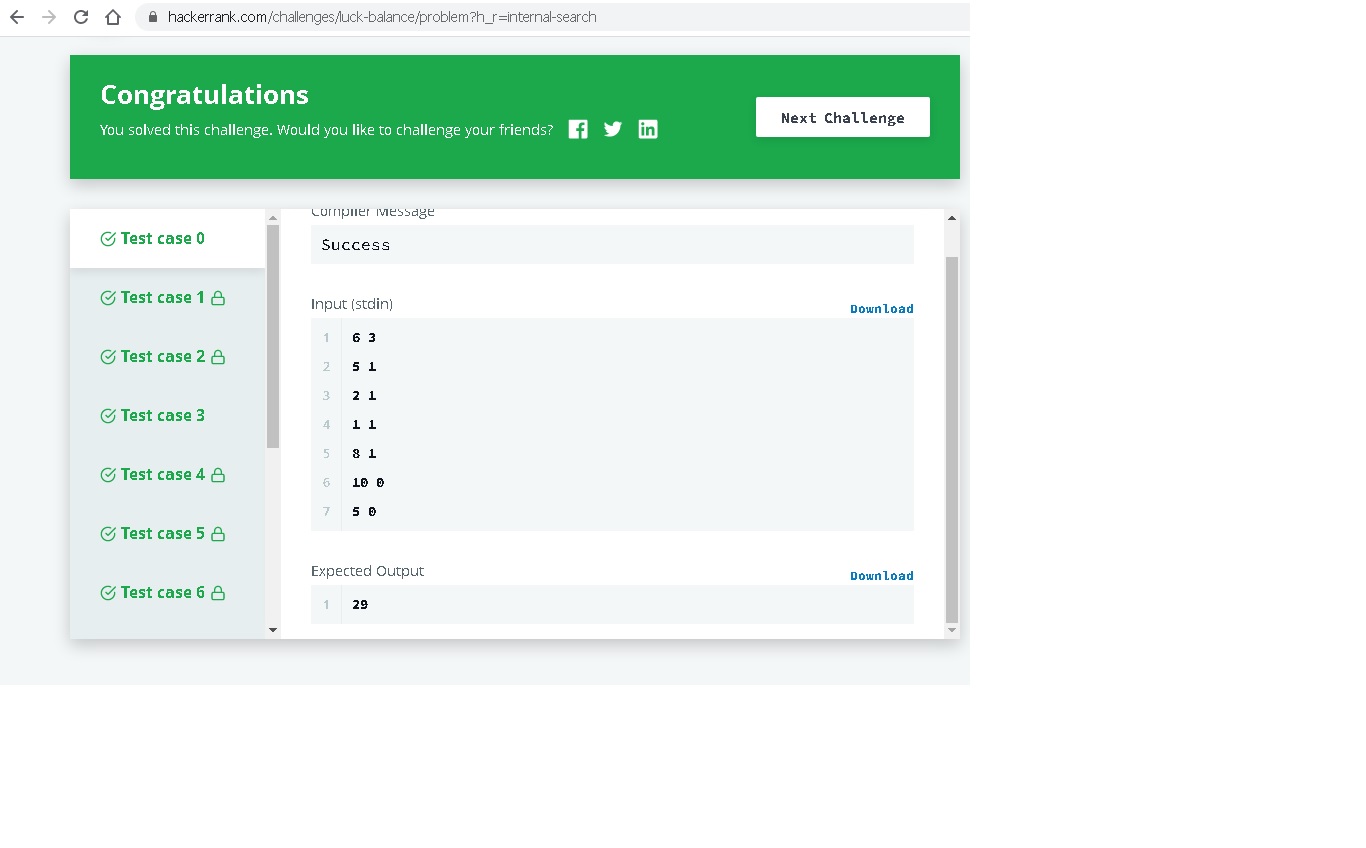 hackerrank.com/challenges/luck-balance/problem?h_r=internal-search
Congratulations
You solved this challenge. Would you like to challenge your friends?
Next Challenge
Test case 0
Test case 1
Test case 2
Test case 3
Test case 4
Test case 5
Test case 6
Compiler Message
Success
Input (stdin)
Download
1 6 3
2 5 1
3 2 1
4 1 1
5 8 1
6 10 0
7 5 0
Expected Output
Download
1 29